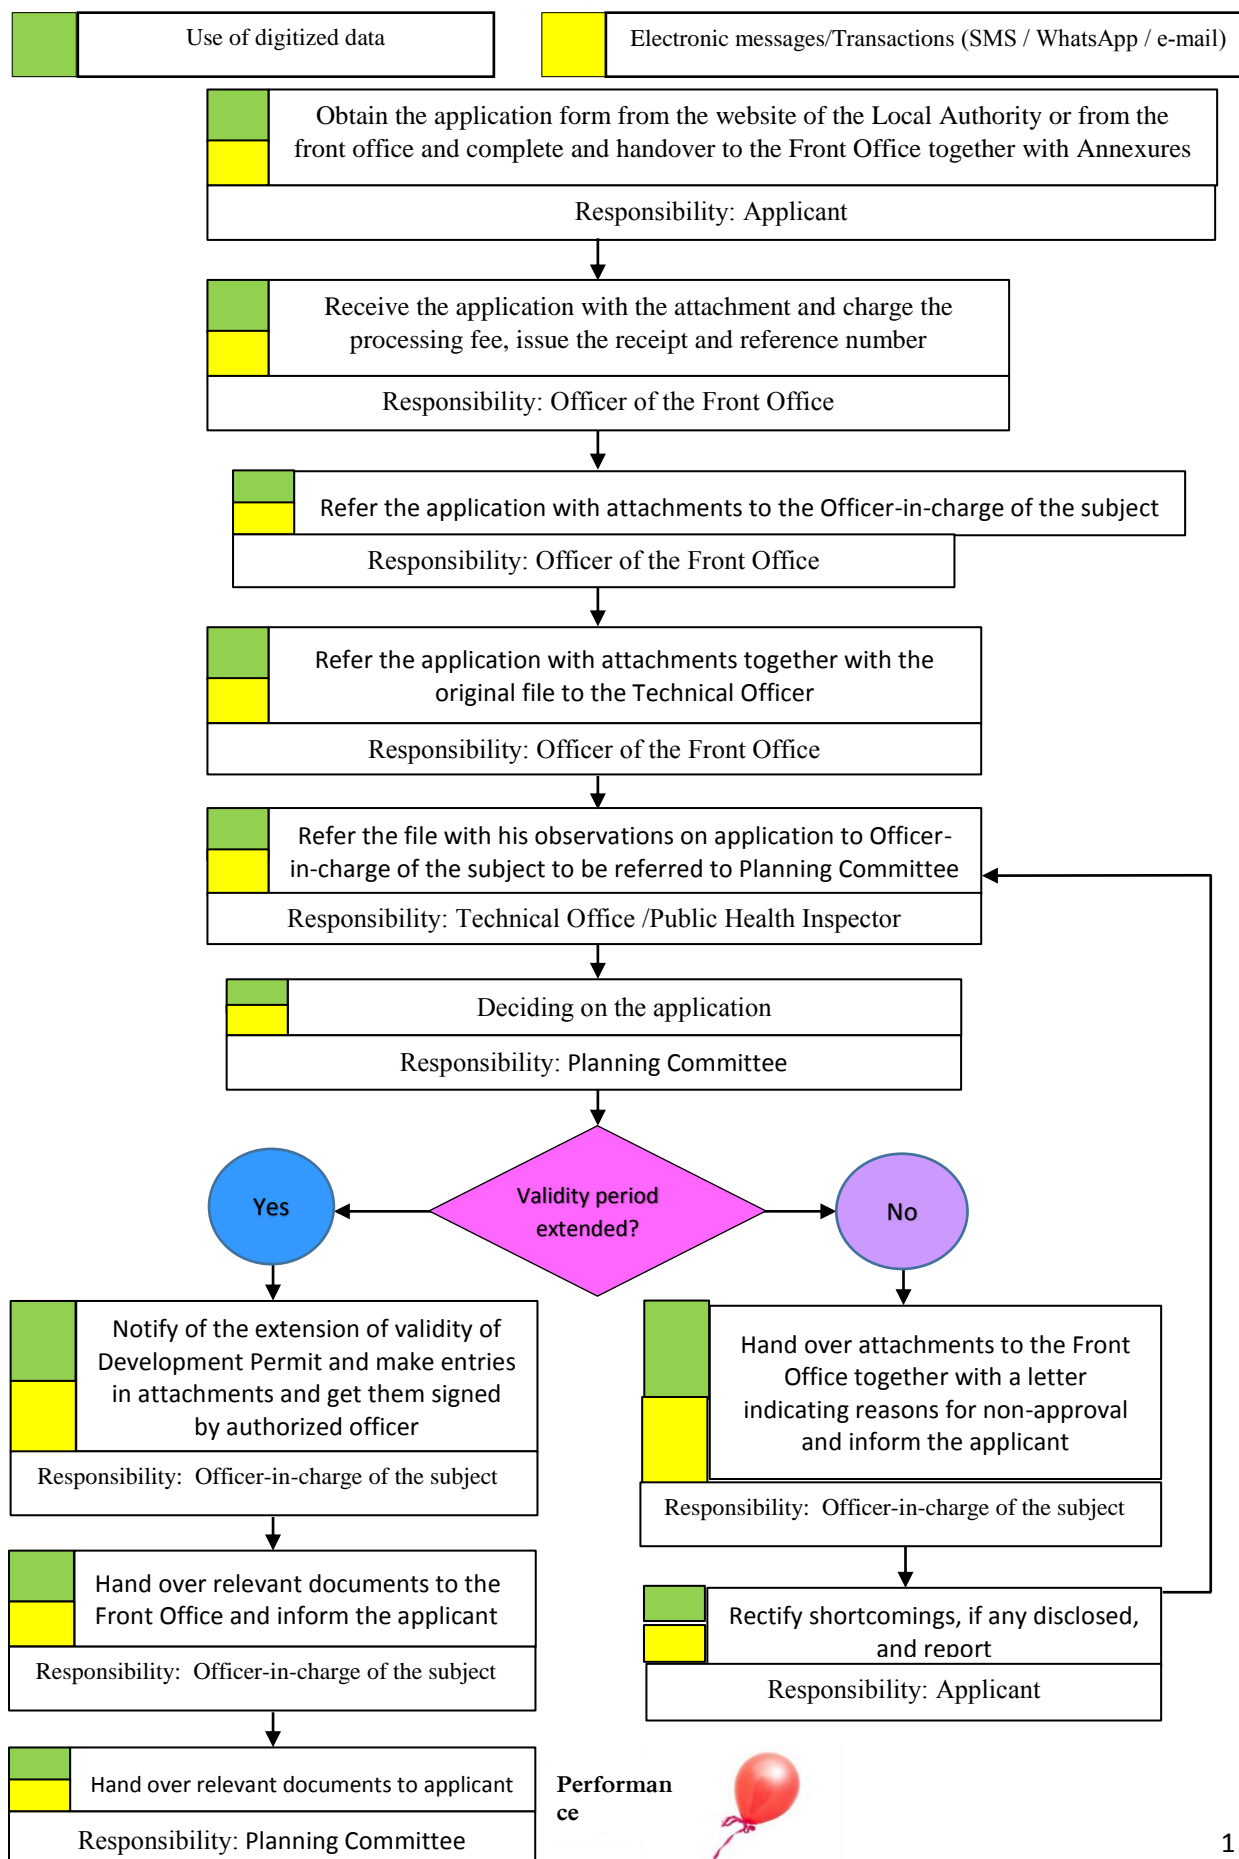 Use of digitized data
Electronic messages/Transactions (SMS / WhatsApp / e-mail)
Obtain the application form from the website of the Local Authority or from the
front office and complete and handover to the Front Office together with Annexures
Responsibility: Applicant
Receive the application with the attachment and charge the
processing fee, issue the receipt and reference number
Responsibility: Officer of the Front Office
Refer the application with attachments to the Officer-in-charge of the subject
Responsibility: Officer of the Front Office
Refer the application with attachments together with the
original file to the Technical Officer
Responsibility: Officer of the Front Office
Refer the file with his observations on application to Officer-
in-charge of the subject to be referred to Planning Committee
Responsibility: Technical Office /Public Health Inspector
Deciding on the application
Responsibility: Planning Committee
Validity period
extended?
Yes
No
Notify of the extension of validity of
Development Permit and make entries
in attachments and get them signed
by authorized officer
Responsibility: Officer-in-charge of the subject
Hand over relevant documents to the
Front Office and inform the applicant
Responsibility: Officer-in-charge of the subject
Hand over relevant documents to applicant
Responsibility: Planning Committee
Hand over attachments to the Front
Office together with a letter
indicating reasons for non-approval
and inform the applicant
Responsibility: Officer-in-charge of the subject
Rectify shortcomings, if any disclosed,
and report
Responsibility: Applicant
Performan
ce
1